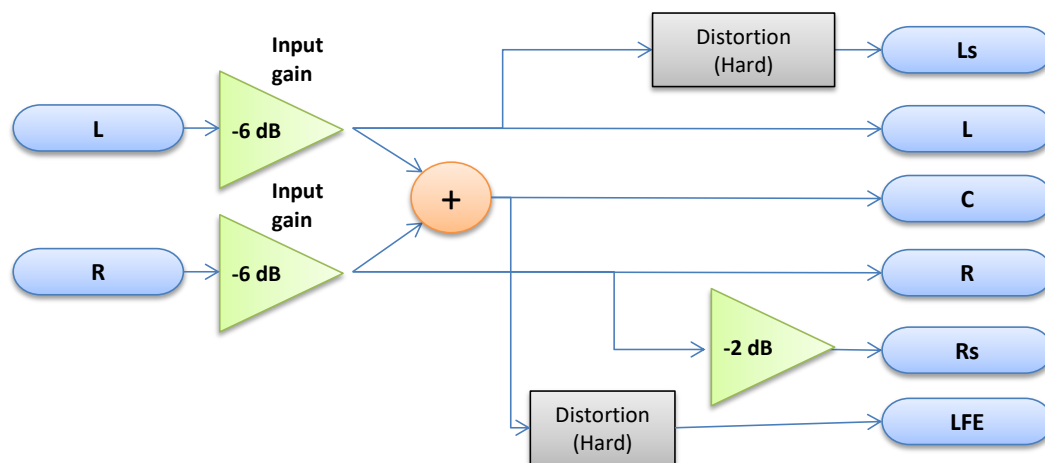 Input
gain
Distortion
(Hard)
Ls
L
-6 dB
L
Input
gain
+
C
R
-6 dB
R
-2 dB
Rs
Distortion
(Hard)
LFE